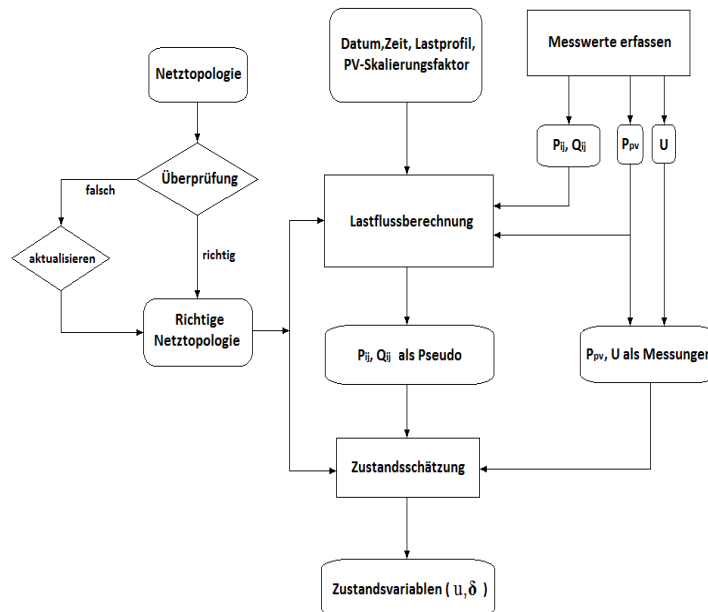 Datum,Zeit, Lastprofil,
PV-Skalierungsfaktor
Messwerte erfassen
Netztopologie
Pij, Qij
Ppv
U
Überprüfung
falsch
richtig
aktualisieren
Lastflussberechnung
Richtige
Netztopologie
Pij, Qij als Pseudo
Ppv, U als Messungen
Zustandsschätzung
Zustandsvariablen ( u,δ )